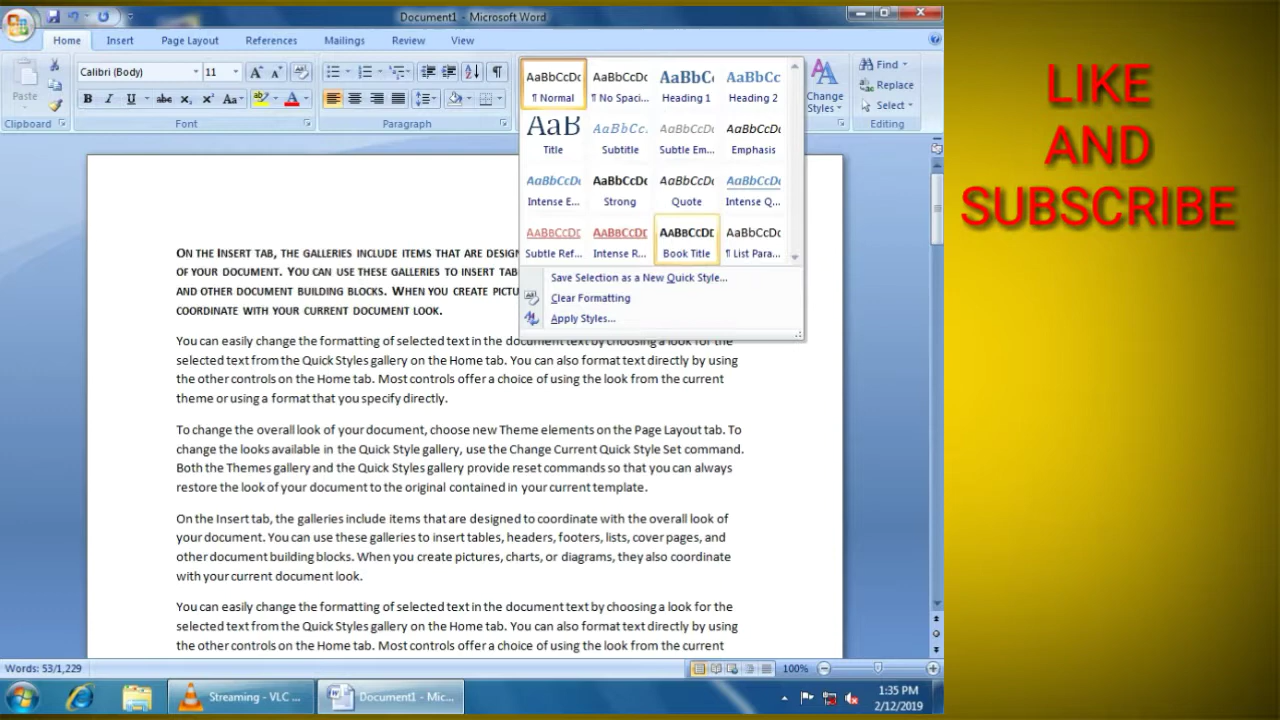 Document1 - Microsoft Word
Home Insert Page Layout References Mailings Review View
Calibri (Body) 11
Paste
B I U abc x₂ x² Aa
Clipboard Font Paragraph
AaBbCcDc AaBbCcDc AaBbC AaBbCc
¶ Normal ¶ No Spaci... Heading 1 Heading 2
AaB AaBbCc. AaBbCcDc AaBbCcDc
Title Subtitle Subtle Em... Emphasis
AaBbCcDc AaBbCcDc AaBbCcDc AaBbCcDc
Intense E... Strong Quote Intense Q...
AaBbCcDc AaBbCcDc AaBbCcDc AaBbCcDc
Subtle Ref... Intense R... Book Title ¶ List Para...
Save Selection as a New Quick Style...
Clear Formatting
Apply Styles...
Change
Styles
Find
Replace
Select
Editing
On the Insert tab, the galleries include items that are
of your document. You can use these galleries to insert
and other document building blocks. When you create
coordinate with your current document look.
You can easily change the formatting of selected text in the document text by choosing a look for the
selected text from the Quick Styles gallery on the Home tab. You can also format text directly by using
the other controls on the Home tab. Most controls offer a choice of using the look from the current
theme or using a format that you specify directly.
To change the overall look of your document, choose new Theme elements on the Page Layout tab. To
change the looks available in the Quick Style gallery, use the Change Current Quick Style Set command.
Both the Themes gallery and the Quick Styles gallery provide reset commands so that you can always
restore the look of your document to the original contained in your current template.
On the Insert tab, the galleries include items that are designed to coordinate with the overall look of
your document. You can use these galleries to insert tables, headers, footers, lists, cover pages, and
other document building blocks. When you create pictures, charts, or diagrams, they also coordinate
with your current document look.
You can easily change the formatting of selected text in the document text by choosing a look for the
selected text from the Quick Styles gallery on the Home tab. You can also format text directly by using
the other controls on the Home tab. Most controls offer a choice of using the look from the current
Words: 53/1,229
100%
Streaming - VLC ...
Document1 - Mic...
1:35 PM
2/12/2019
LIKE
AND
SUBSCRIBE